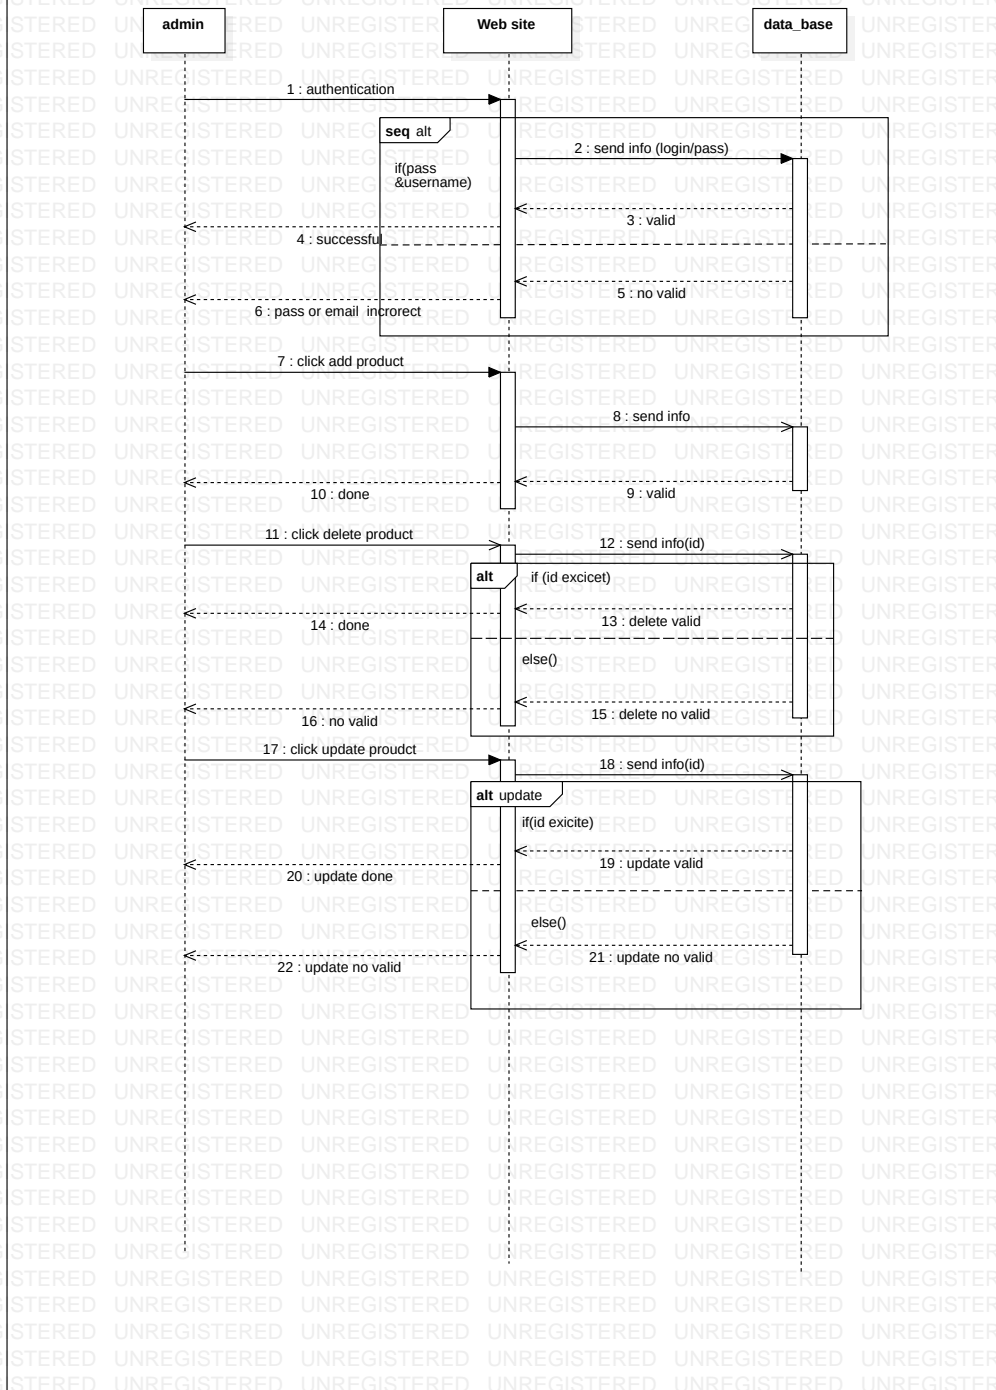 admin
Web site
data_base
1 : authentication
seq alt
2 : send info (login/pass)
if(pass
&username)
3 : valid
4 : successful
5 : no valid
6 : pass or email  incrorect
7 : click add product
8 : send info
9 : valid
10 : done
11 : click delete product
12 : send info(id)
alt
if (id excicet)
13 : delete valid
14 : done
else()
15 : delete no valid
16 : no valid
17 : click update proudct
18 : send info(id)
alt update
if(id exicite)
19 : update valid
20 : update done
else()
21 : update no valid
22 : update no valid
UNREGISTERED